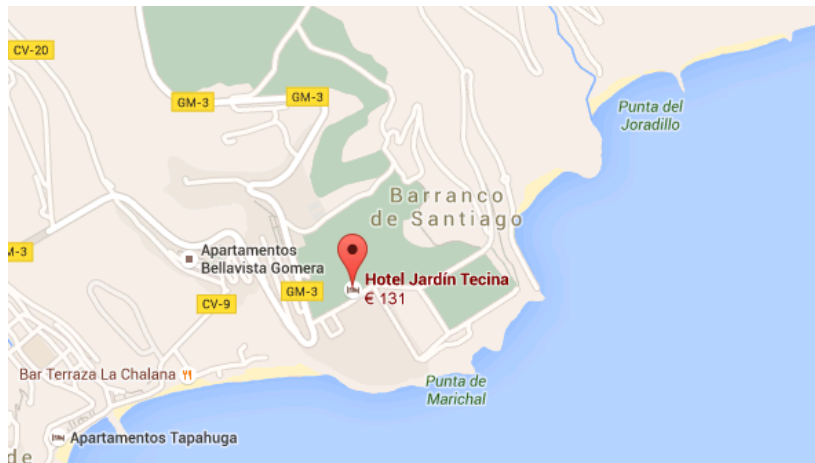 CV-20
GM-3
GM-3
Punta del
Joradillo
Barranco
de Santiago
Apartamentos
Bellavista Gomera
M-3
Hotel Jardín Tecina
€ 131
GM-3
CV-9
Bar Terraza La Chalana
Punta de
Marichal
Apartamentos Tapahuga
de